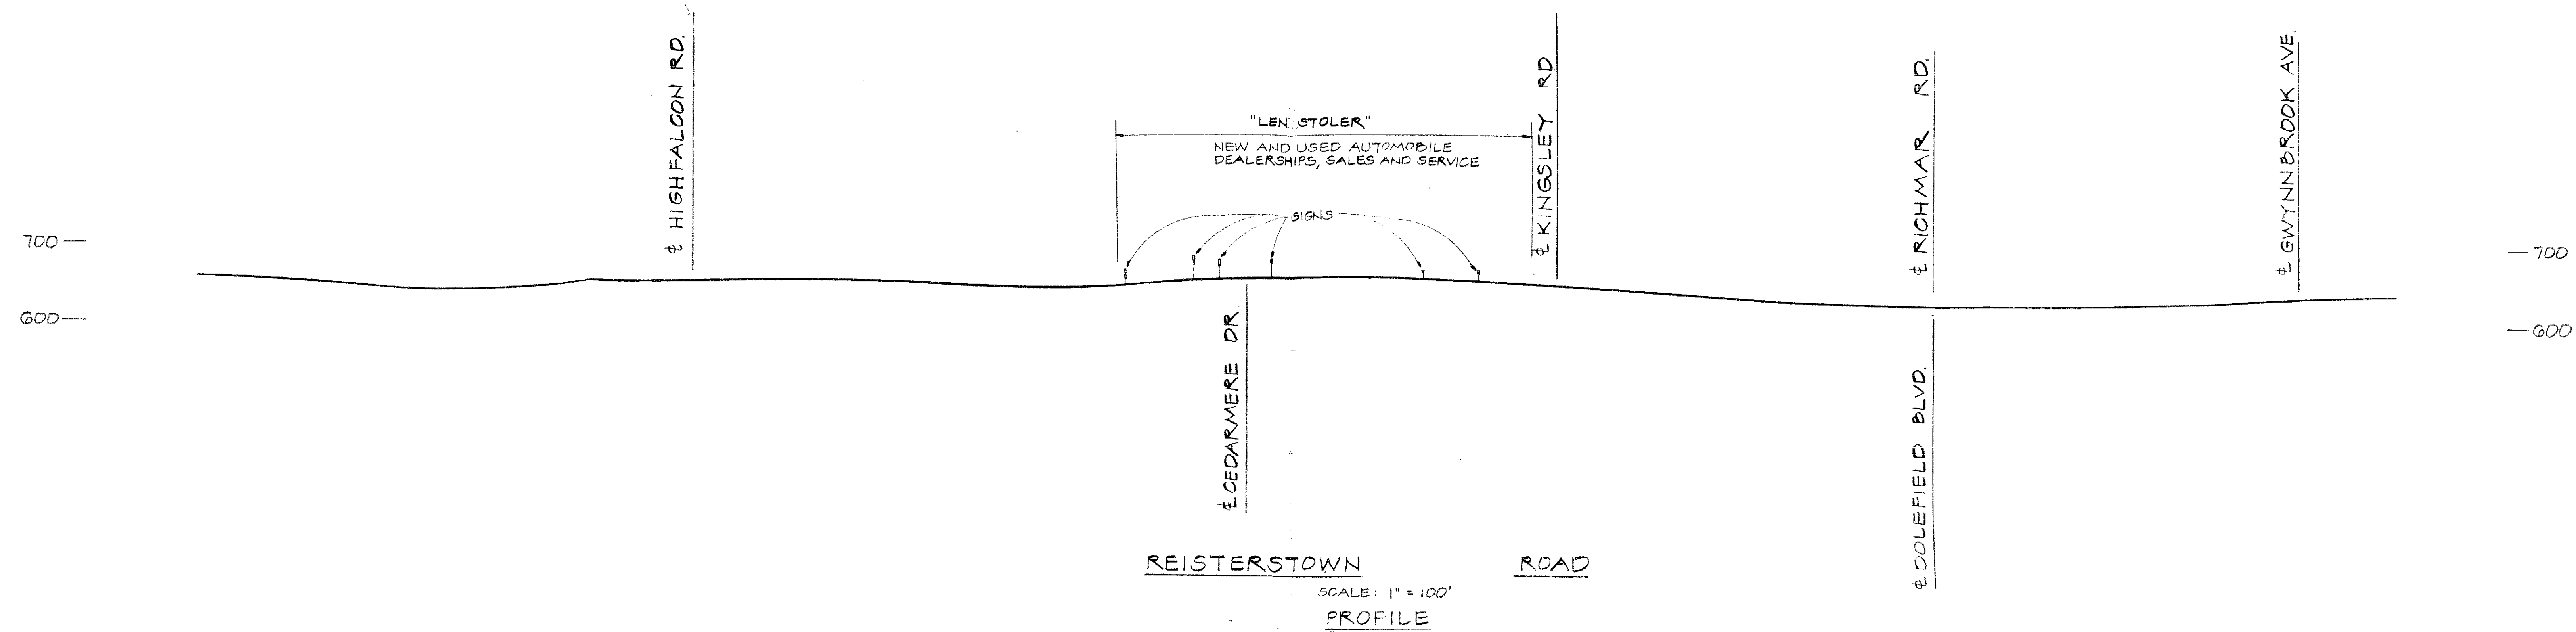 ℄ HIGHFALCON RD.
"LEN STOLER"
NEW AND USED AUTOMOBILE
DEALERSHIPS, SALES AND SERVICE
SIGNS
℄ KINGSLEY RD
℄ RICHMAR RD.
℄ GWYNNBROOK AVE.
700
700
600
600
℄ CEDARMERE DR.
℄ DOLEFIELD BLVD.
REISTERSTOWN ROAD
SCALE: 1" = 100'
PROFILE